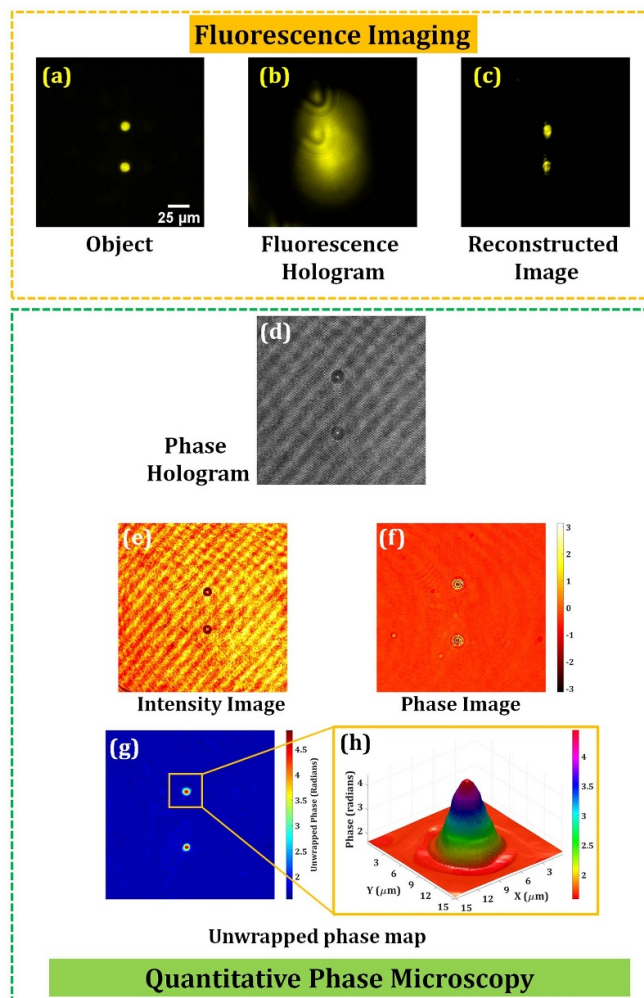 Fluorescence Imaging
(a)
(b)
(c)
25 µm
Object
Fluorescence
Hologram
Reconstructed
Image
(d)
Phase
Hologram
(e)
(f)
3
2
1
0
-1
-2
-3
Intensity Image
Phase Image
(g)
4.5
4
3.5
3
2.5
2
Unwrapped Phase (Radians)
(h)
Phase (radians)
4
3
2
3
6
9
12
15
Y (µm)
15
12
9
6
3
X (µm)
4
3.5
3
2.5
2
Unwrapped phase map
Quantitative Phase Microscopy